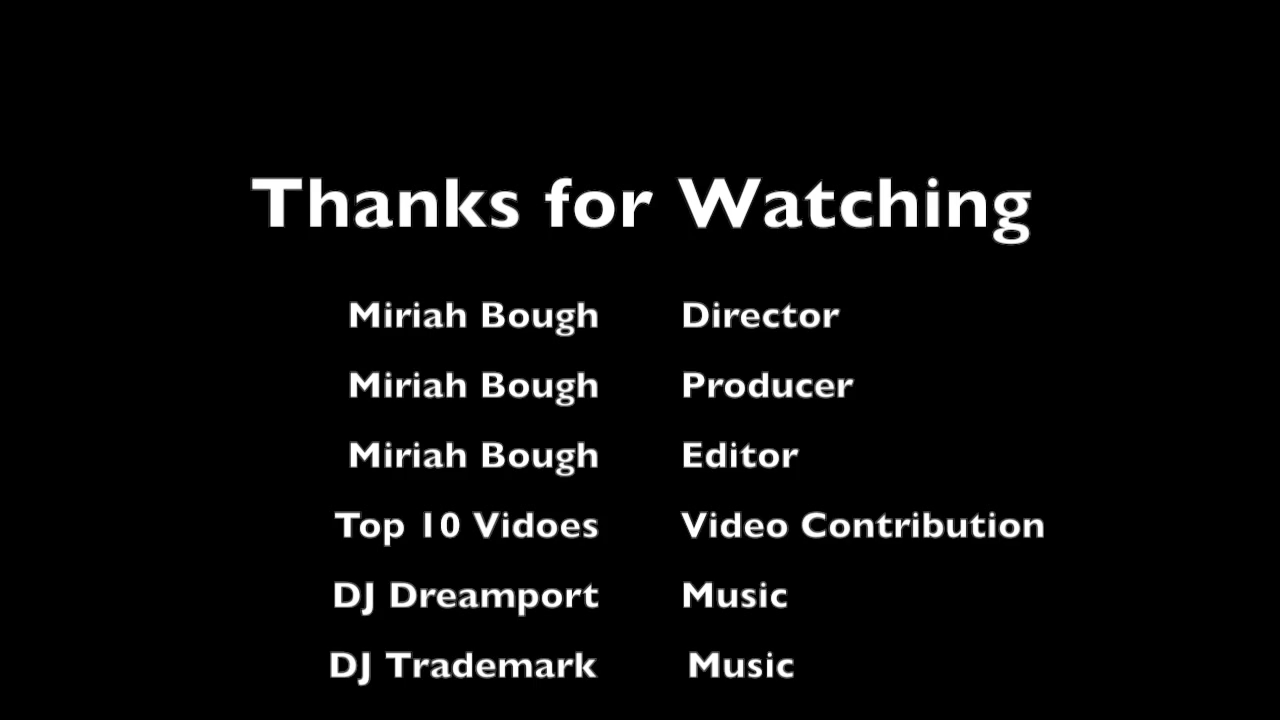 Thanks for Watching
Miriah Bough Director
Miriah Bough Producer
Miriah Bough Editor
Top 10 Vidoes Video Contribution
DJ Dreamport Music
DJ Trademark Music